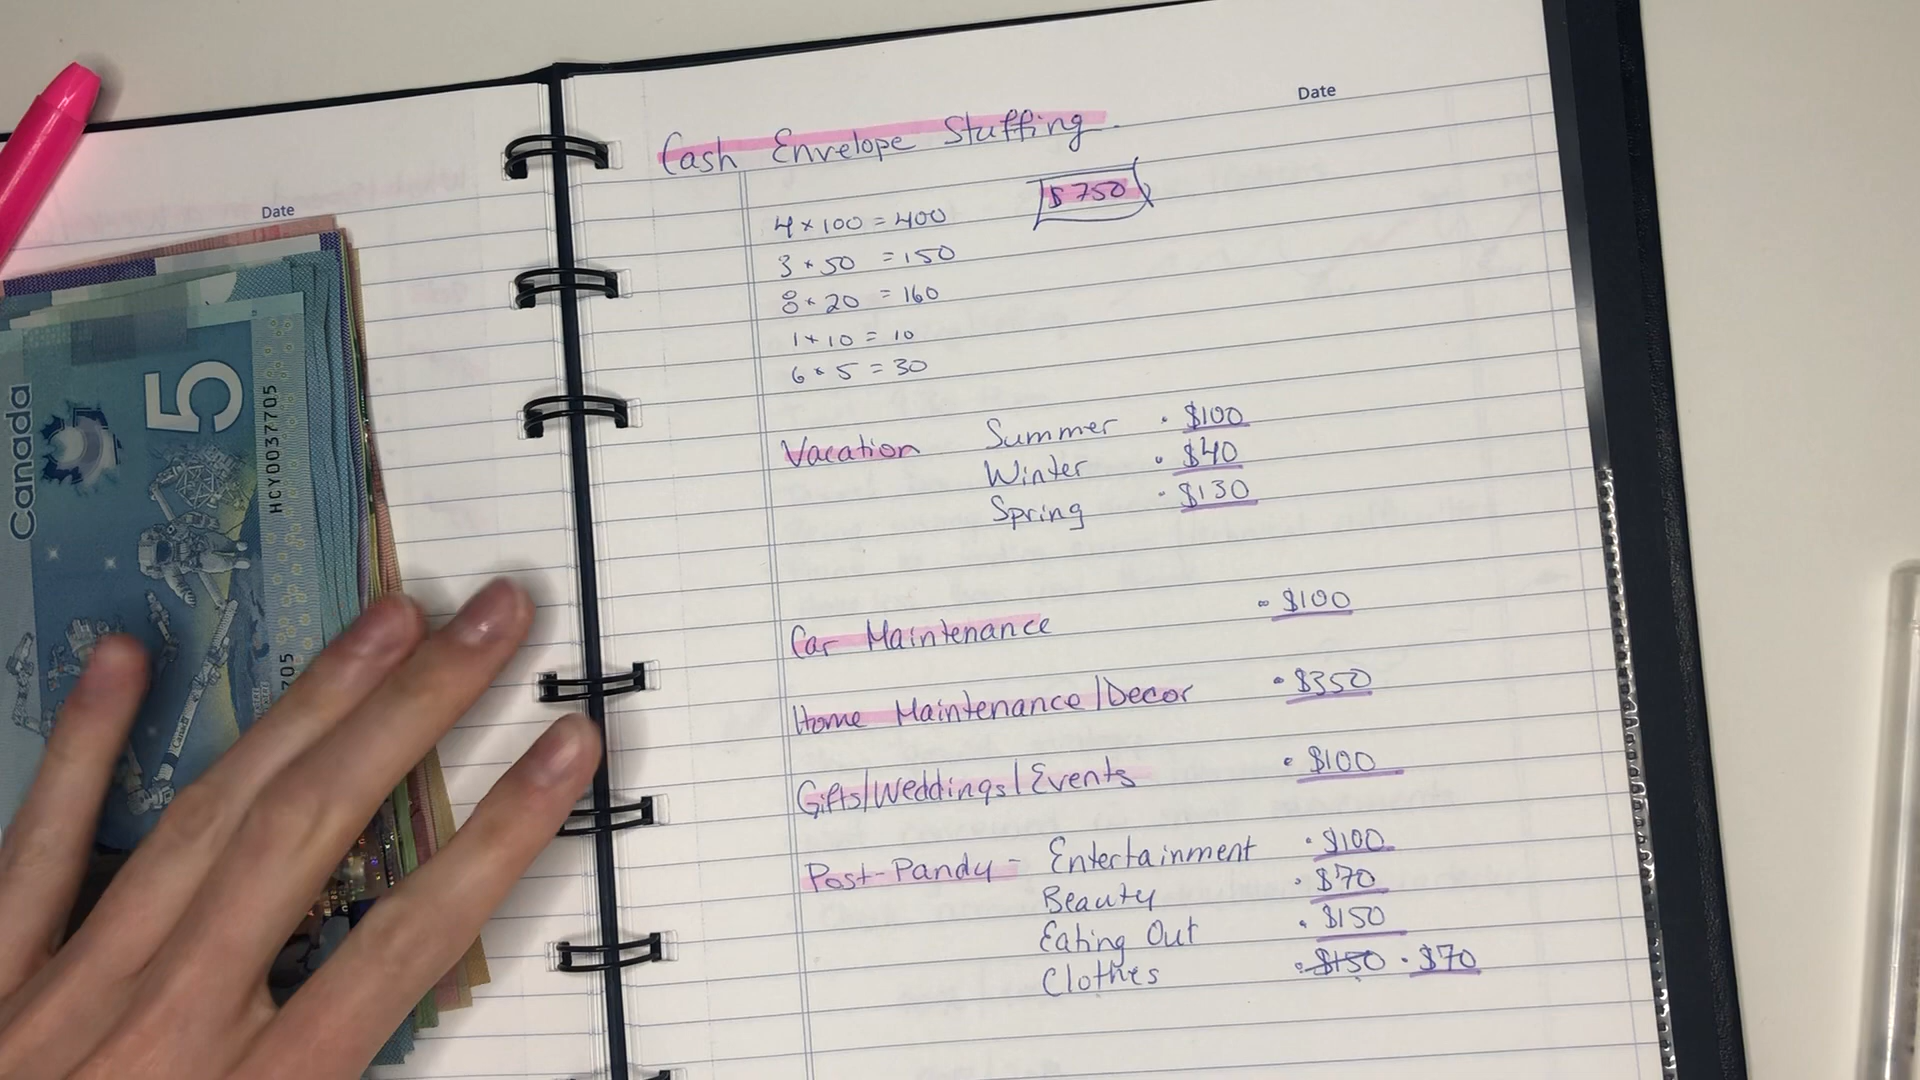 Date
Date
Cash Envelope Stuffing
$750
4 x 100 = 400
3 x 50 = 150
8 x 20 = 160
1 x 10 = 10
6 x 5 = 30
Vacation Summer • $100
Winter • $40
Spring • $130
Car Maintenance • $100
Home Maintenance/Decor • $350
Gifts/Weddings/Events • $100
Post-Pandy - Entertainment • $100
Beauty • $70
Eating Out • $150
Clothes • $150 • $70
Canada
5
HCY0037705
705
Canada